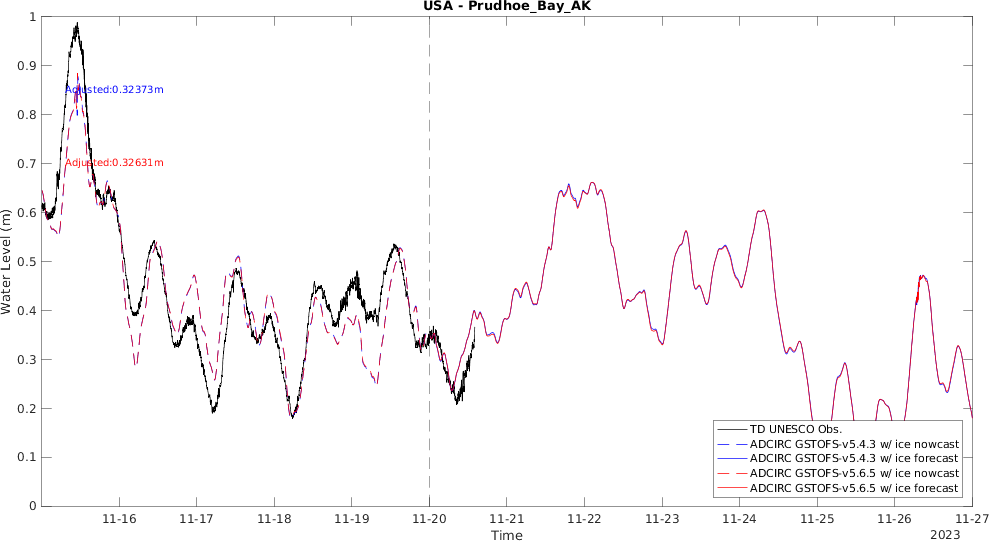 USA - Prudhoe_Bay_AK
1
0.9
0.8
0.7
0.6
0.5
0.4
0.3
0.2
0.1
0
Water Level (m)
Adjusted:0.32373m
Adjusted:0.32631m
TD UNESCO Obs.
ADCIRC GSTOFS-v5.4.3 w/ ice nowcast
ADCIRC GSTOFS-v5.4.3 w/ ice forecast
ADCIRC GSTOFS-v5.6.5 w/ ice nowcast
ADCIRC GSTOFS-v5.6.5 w/ ice forecast
11-16 11-17 11-18 11-19 11-20 11-21 11-22 11-23 11-24 11-25 11-26 11-27
Time
2023